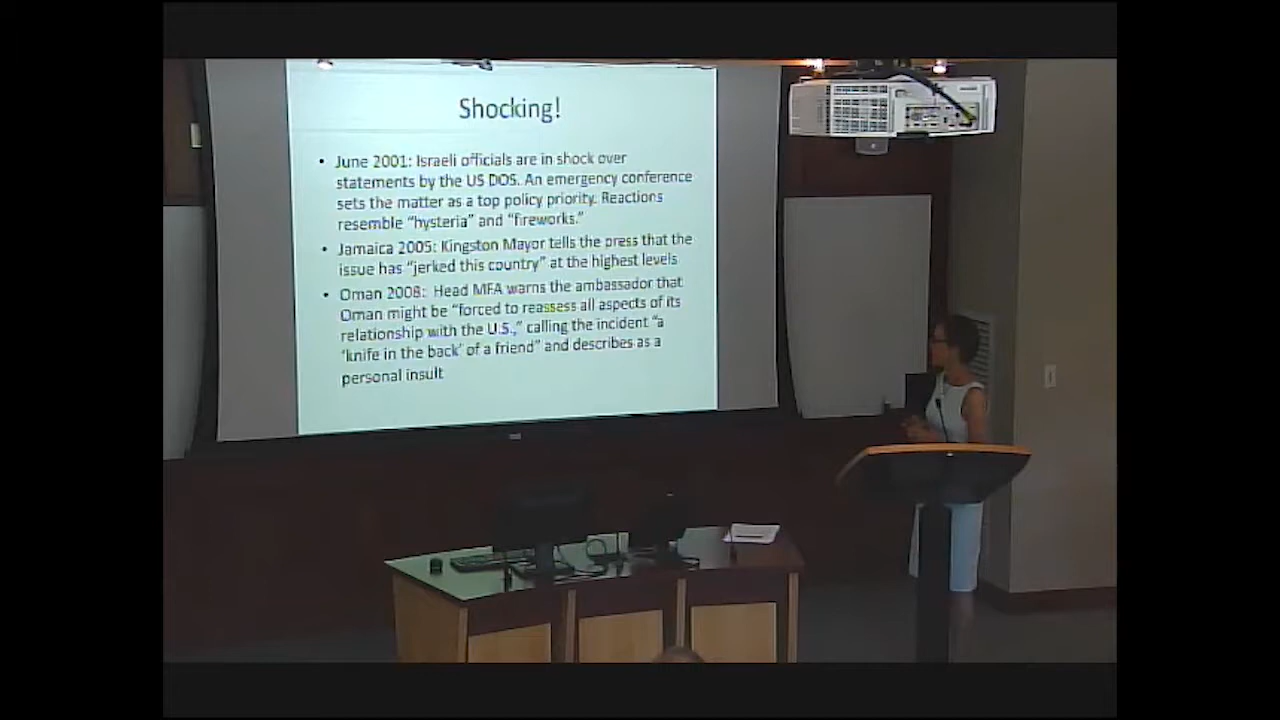 Shocking!
• June 2001: Israeli officials are in shock over
statements by the US DOS. An emergency conference
sets the matter as a top policy priority. Reactions
resemble "hysteria" and "fireworks."
• Jamaica 2005: Kingston Mayor tells the press that the
issue has "jerked this country" at the highest levels
• Oman 2008: Head MFA warns the ambassador that
Oman might be "forced to reassess all aspects of its
relationship with the U.S.," calling the incident "a
'knife in the back' of a friend" and describes as a
personal insult